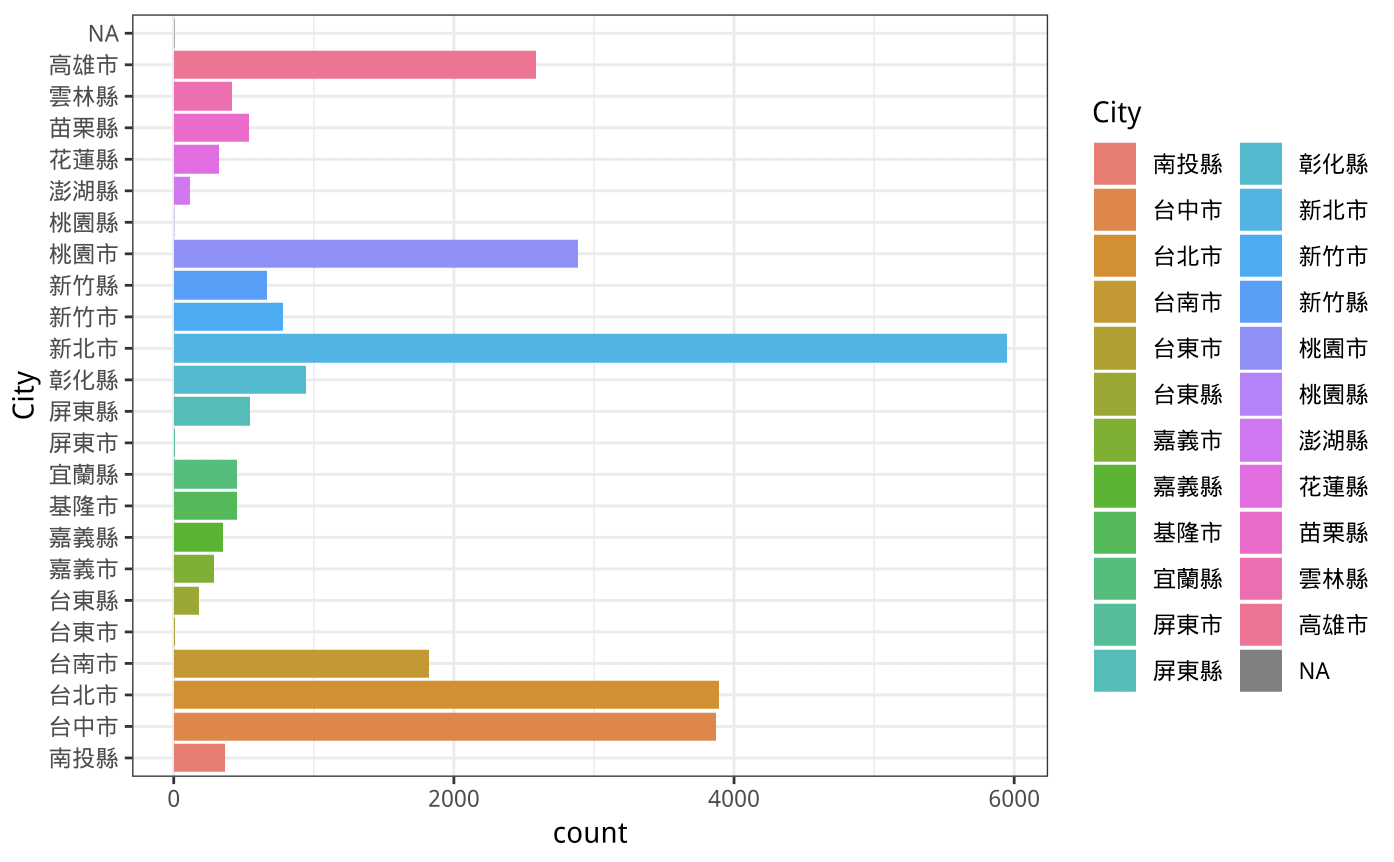 NA
高雄市
雲林縣
苗栗縣
花蓮縣
澎湖縣
桃園縣
桃園市
新竹縣
新竹市
新北市
彰化縣
屏東縣
屏東市
宜蘭縣
基隆市
嘉義縣
嘉義市
台東縣
台東市
台南市
台北市
台中市
南投縣
City
0 2000 4000 6000
count
City
南投縣 彰化縣
台中市 新北市
台北市 新竹市
台南市 新竹縣
台東市 桃園市
台東縣 桃園縣
嘉義市 澎湖縣
嘉義縣 花蓮縣
基隆市 苗栗縣
宜蘭縣 雲林縣
屏東市 高雄市
屏東縣 NA